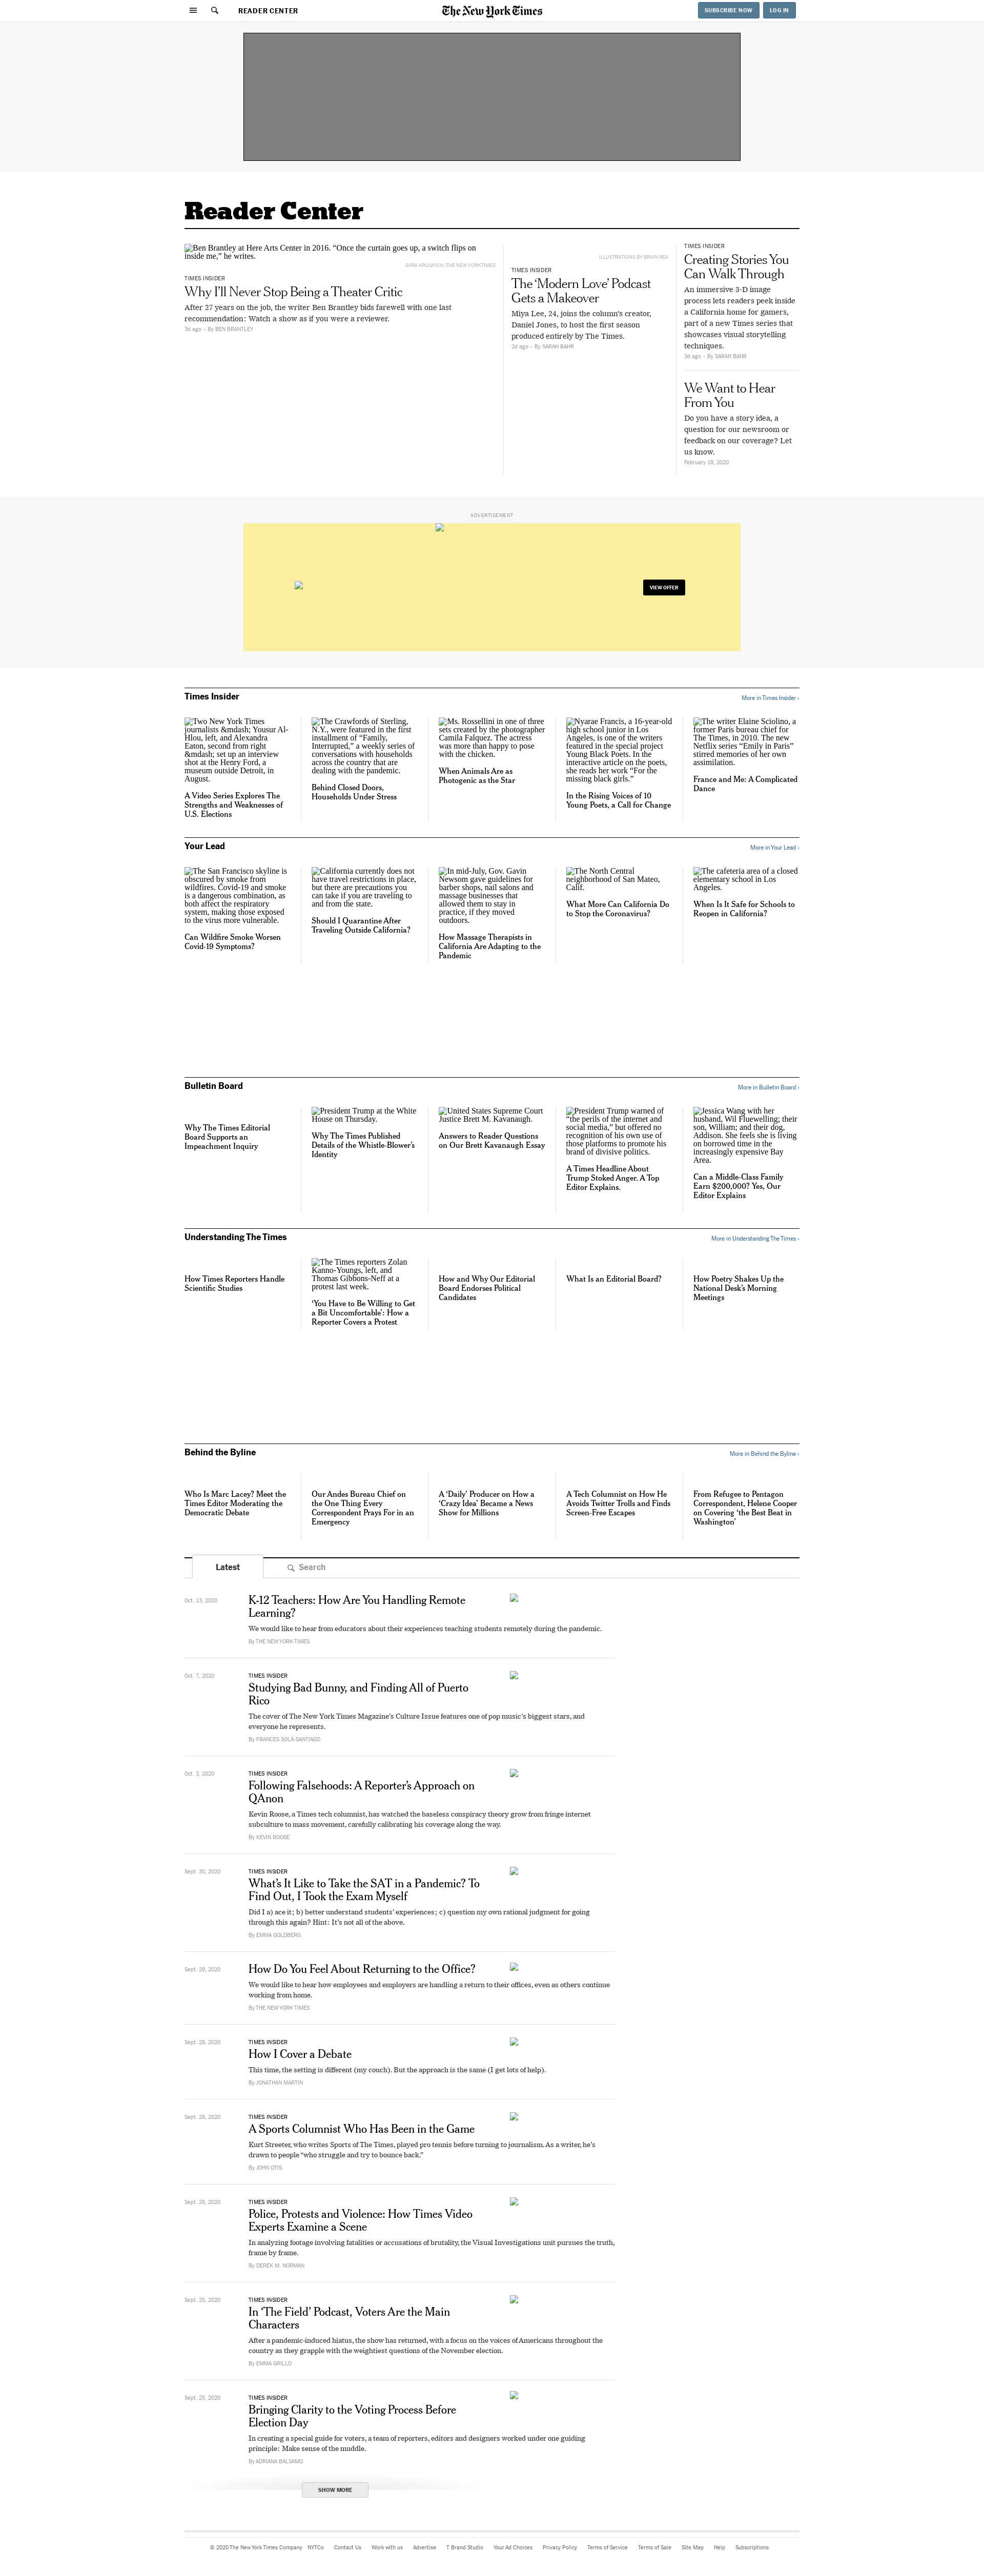 READER CENTER
The New York Times
SUBSCRIBE NOW
LOG IN
Reader Center
Ben Brantley at Here Arts Center in 2016. “Once the curtain goes up, a switch flips on
inside me,” he writes.
SARA KRULWICH/THE NEW YORK TIMES
TIMES INSIDER
Why I’ll Never Stop Being a Theater Critic
After 27 years on the job, the writer Ben Brantley bids farewell with one last
recommendation: Watch a show as if you were a reviewer.
3d ago · By BEN BRANTLEY
ILLUSTRATIONS BY BRIAN REA
TIMES INSIDER
The ‘Modern Love’ Podcast
Gets a Makeover
Miya Lee, 24, joins the column’s creator,
Daniel Jones, to host the first season
produced entirely by The Times.
2d ago · By SARAH BAHR
TIMES INSIDER
Creating Stories You
Can Walk Through
An immersive 3-D image
process lets readers peek inside
a California home for gamers,
part of a new Times series that
showcases visual storytelling
techniques.
3d ago · By SARAH BAHR
We Want to Hear
From You
Do you have a story idea, a
question for our newsroom or
feedback on our coverage? Let
us know.
February 18, 2020
ADVERTISEMENT
VIEW OFFER
Times Insider
More in Times Insider ›
Two New York Times
journalists &mdash; Yousur Al-
Hlou, left, and Alexandra
Eaton, second from right
&mdash; set up an interview
shot at the Henry Ford, a
museum outside Detroit, in
August.
A Video Series Explores The
Strengths and Weaknesses of
U.S. Elections
The Crawfords of Sterling,
N.Y., were featured in the first
installment of “Family,
Interrupted,” a weekly series of
conversations with households
across the country that are
dealing with the pandemic.
Behind Closed Doors,
Households Under Stress
Ms. Rossellini in one of three
sets created by the photographer
Camila Falquez. The actress
was more than happy to pose
with the chicken.
When Animals Are as
Photogenic as the Star
Nyarae Francis, a 16-year-old
high school junior in Los
Angeles, is one of the writers
featured in the special project
Young Black Poets. In the
interactive article on the poets,
she reads her work “For the
missing black girls.”
In the Rising Voices of 10
Young Poets, a Call for Change
The writer Elaine Sciolino, a
former Paris bureau chief for
The Times, in 2010. The new
Netflix series “Emily in Paris”
stirred memories of her own
assimilation.
France and Me: A Complicated
Dance
Your Lead
More in Your Lead ›
The San Francisco skyline is
obscured by smoke from
wildfires. Covid-19 and smoke
is a dangerous combination, as
both affect the respiratory
system, making those exposed
to the virus more vulnerable.
Can Wildfire Smoke Worsen
Covid-19 Symptoms?
California currently does not
have travel restrictions in place,
but there are precautions you
can take if you are traveling to
and from the state.
Should I Quarantine After
Traveling Outside California?
In mid-July, Gov. Gavin
Newsom gave guidelines for
barber shops, nail salons and
massage businesses that
allowed them to stay in
practice, if they moved
outdoors.
How Massage Therapists in
California Are Adapting to the
Pandemic
The North Central
neighborhood of San Mateo,
Calif.
What More Can California Do
to Stop the Coronavirus?
The cafeteria area of a closed
elementary school in Los
Angeles.
When Is It Safe for Schools to
Reopen in California?
Bulletin Board
More in Bulletin Board ›
Why The Times Editorial
Board Supports an
Impeachment Inquiry
President Trump at the White
House on Thursday.
Why The Times Published
Details of the Whistle-Blower’s
Identity
United States Supreme Court
Justice Brett M. Kavanaugh.
Answers to Reader Questions
on Our Brett Kavanaugh Essay
President Trump warned of
“the perils of the internet and
social media,” but offered no
recognition of his own use of
those platforms to promote his
brand of divisive politics.
A Times Headline About
Trump Stoked Anger. A Top
Editor Explains.
Jessica Wang with her
husband, Wil Fluewelling; their
son, William; and their dog,
Addison. She feels she is living
on borrowed time in the
increasingly expensive Bay
Area.
Can a Middle-Class Family
Earn $200,000? Yes, Our
Editor Explains
Understanding The Times
More in Understanding The Times ›
How Times Reporters Handle
Scientific Studies
The Times reporters Zolan
Kanno-Youngs, left, and
Thomas Gibbons-Neff at a
protest last week.
‘You Have to Be Willing to Get
a Bit Uncomfortable’: How a
Reporter Covers a Protest
How and Why Our Editorial
Board Endorses Political
Candidates
What Is an Editorial Board?
How Poetry Shakes Up the
National Desk’s Morning
Meetings
Behind the Byline
More in Behind the Byline ›
Who Is Marc Lacey? Meet the
Times Editor Moderating the
Democratic Debate
Our Andes Bureau Chief on
the One Thing Every
Correspondent Prays For in an
Emergency
A ‘Daily’ Producer on How a
‘Crazy Idea’ Became a News
Show for Millions
A Tech Columnist on How He
Avoids Twitter Trolls and Finds
Screen-Free Escapes
From Refugee to Pentagon
Correspondent, Helene Cooper
on Covering ‘the Best Beat in
Washington’
Latest
Search
Oct. 13, 2020
K-12 Teachers: How Are You Handling Remote
Learning?
We would like to hear from educators about their experiences teaching students remotely during the pandemic.
By THE NEW YORK TIMES
Oct. 7, 2020
TIMES INSIDER
Studying Bad Bunny, and Finding All of Puerto
Rico
The cover of The New York Times Magazine’s Culture Issue features one of pop music’s biggest stars, and
everyone he represents.
By FRANCES SOLÁ-SANTIAGO
Oct. 3, 2020
TIMES INSIDER
Following Falsehoods: A Reporter’s Approach on
QAnon
Kevin Roose, a Times tech columnist, has watched the baseless conspiracy theory grow from fringe internet
subculture to mass movement, carefully calibrating his coverage along the way.
By KEVIN ROOSE
Sept. 30, 2020
TIMES INSIDER
What’s It Like to Take the SAT in a Pandemic? To
Find Out, I Took the Exam Myself
Did I a) ace it; b) better understand students’ experiences; c) question my own rational judgment for going
through this again? Hint: It’s not all of the above.
By EMMA GOLDBERG
Sept. 29, 2020
How Do You Feel About Returning to the Office?
We would like to hear how employees and employers are handling a return to their offices, even as others continue
working from home.
By THE NEW YORK TIMES
Sept. 28, 2020
TIMES INSIDER
How I Cover a Debate
This time, the setting is different (my couch). But the approach is the same (I get lots of help).
By JONATHAN MARTIN
Sept. 28, 2020
TIMES INSIDER
A Sports Columnist Who Has Been in the Game
Kurt Streeter, who writes Sports of The Times, played pro tennis before turning to journalism. As a writer, he’s
drawn to people “who struggle and try to bounce back.”
By JOHN OTIS
Sept. 26, 2020
TIMES INSIDER
Police, Protests and Violence: How Times Video
Experts Examine a Scene
In analyzing footage involving fatalities or accusations of brutality, the Visual Investigations unit pursues the truth,
frame by frame.
By DEREK M. NORMAN
Sept. 25, 2020
TIMES INSIDER
In ‘The Field’ Podcast, Voters Are the Main
Characters
After a pandemic-induced hiatus, the show has returned, with a focus on the voices of Americans throughout the
country as they grapple with the weightiest questions of the November election.
By EMMA GRILLO
Sept. 25, 2020
TIMES INSIDER
Bringing Clarity to the Voting Process Before
Election Day
In creating a special guide for voters, a team of reporters, editors and designers worked under one guiding
principle: Make sense of the muddle.
By ADRIANA BALSAMO
SHOW MORE
© 2020 The New York Times Company NYTCo Contact Us Work with us Advertise T Brand Studio Your Ad Choices Privacy Policy Terms of Service Terms of Sale Site Map Help Subscriptions